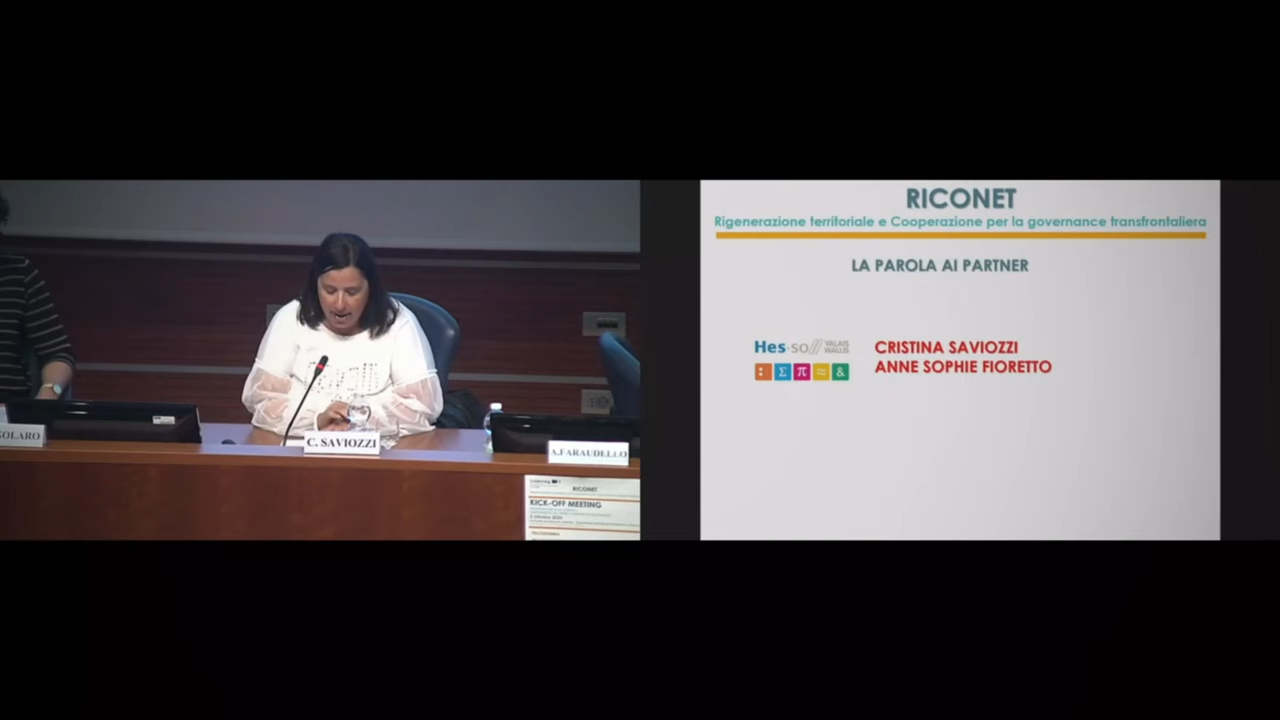 OLARO
C. SAVIOZZI
A.FARAUDELLO
RICONET
KICK-OFF MEETING
RICONET
Rigenerazione territoriale e Cooperazione per la governance transfrontaliera
LA PAROLA AI PARTNER
Hes·so// VALAIS
WALLIS
Σ π ≈ &
CRISTINA SAVIOZZI
ANNE SOPHIE FIORETTO